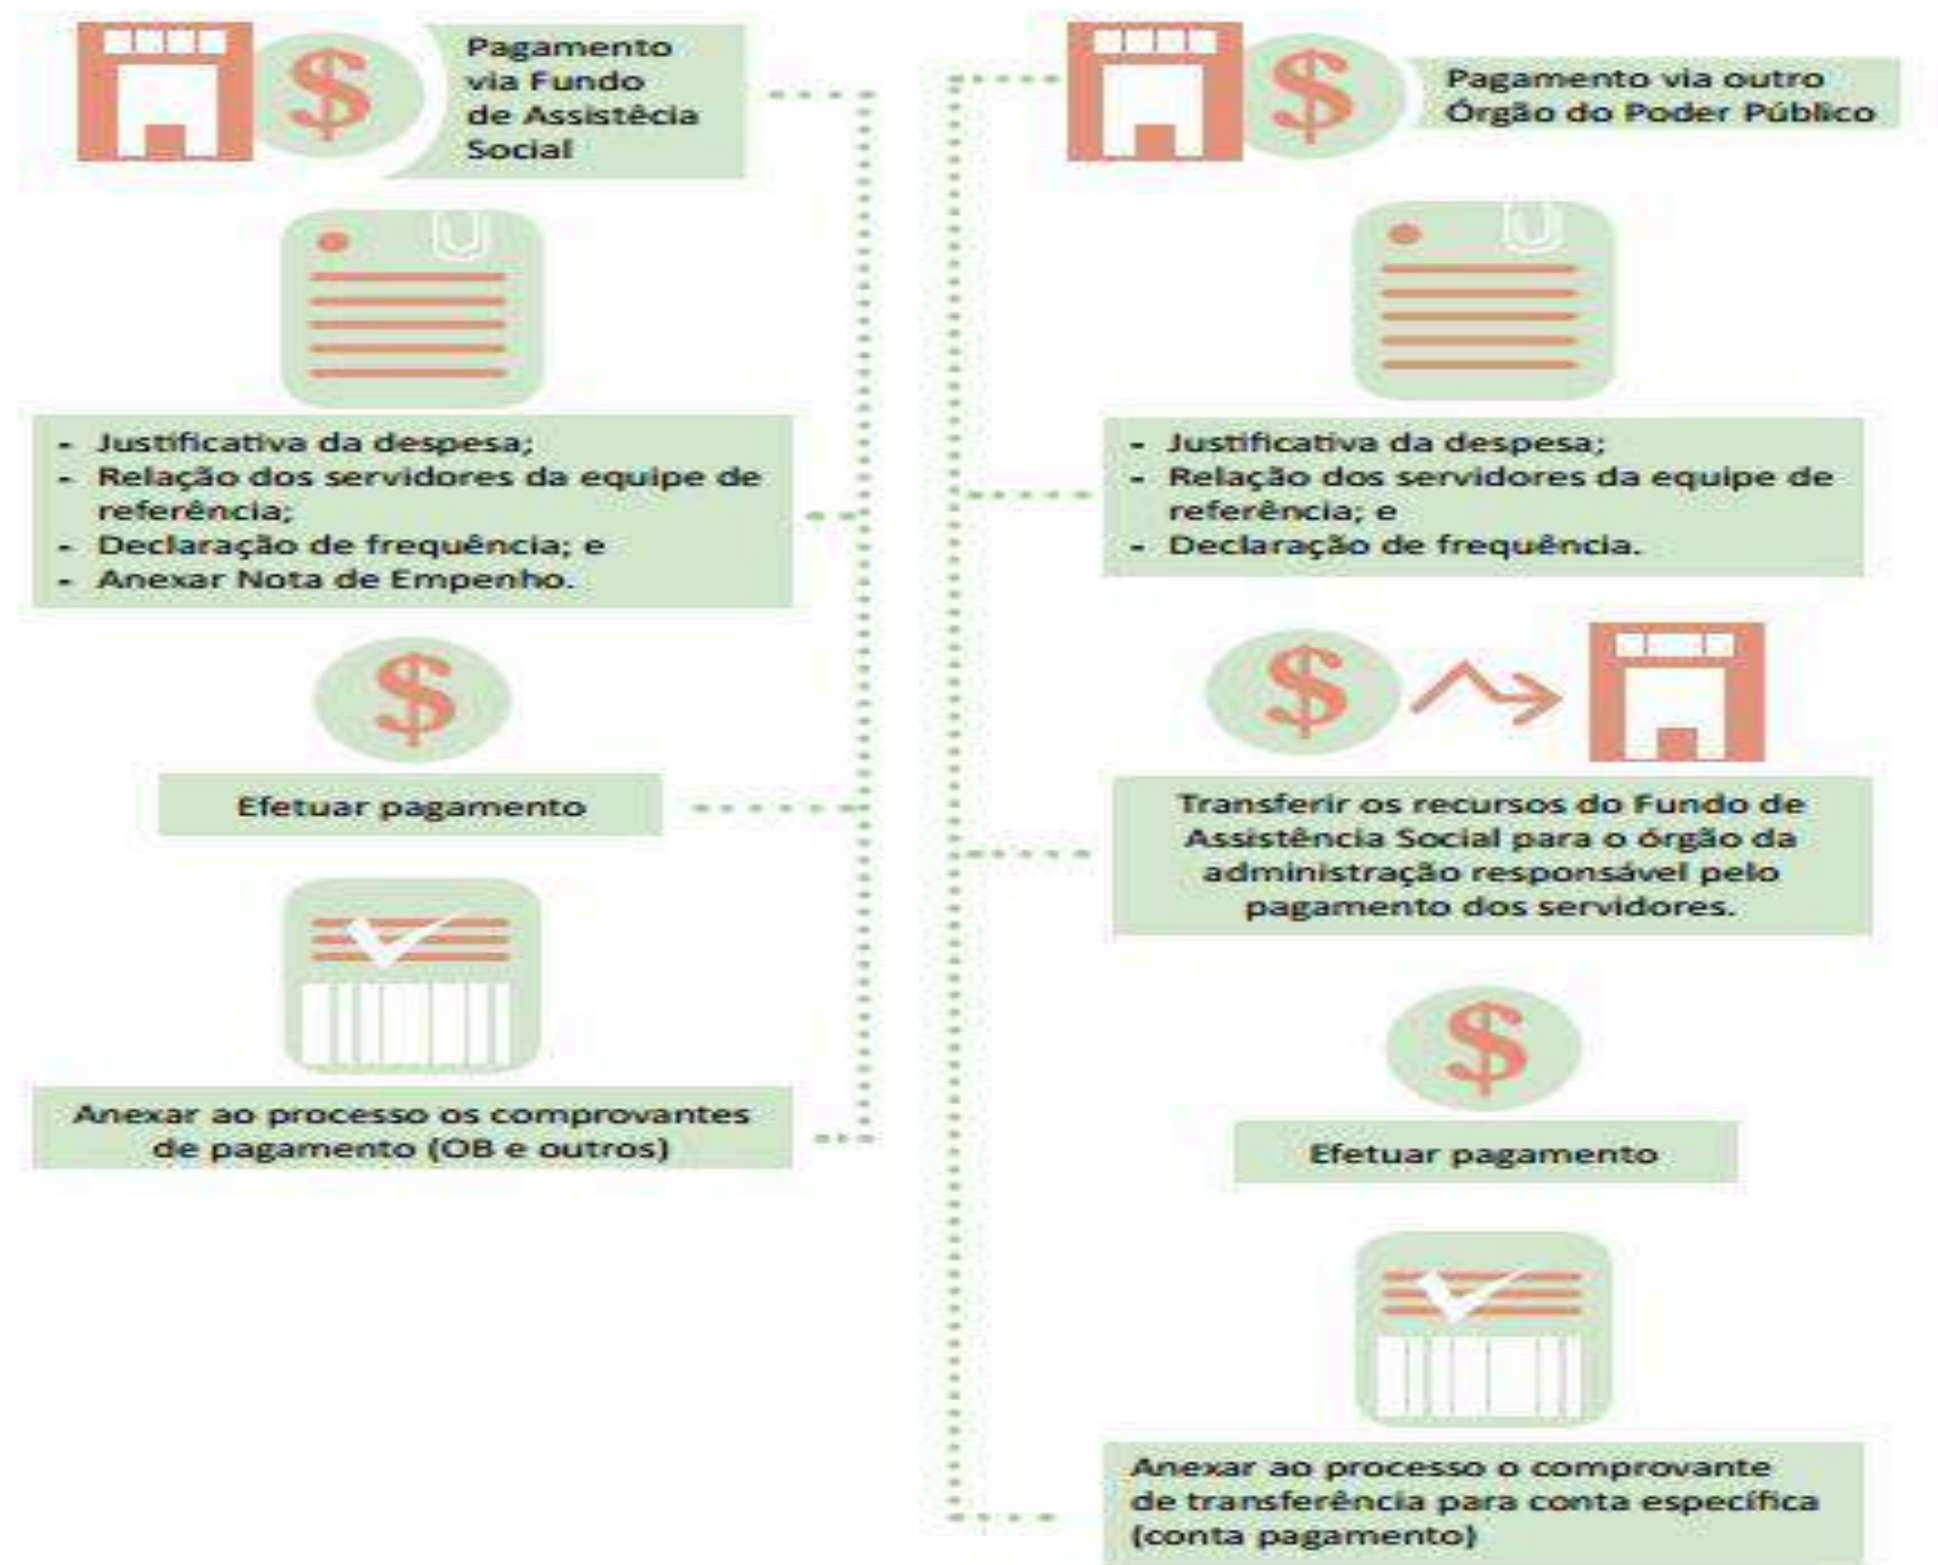 Pagamento
via Fundo
de Assistêcia
Social
- Justificativa da despesa;
- Relação dos servidores da equipe de
referência;
- Declaração de frequência; e
- Anexar Nota de Empenho.
Efetuar pagamento
Anexar ao processo os comprovantes
de pagamento (OB e outros)
Pagamento via outro
Órgão do Poder Público
- Justificativa da despesa;
- Relação dos servidores da equipe de
referência; e
- Declaração de frequência.
Transferir os recursos do Fundo de
Assistência Social para o órgão da
administração responsável pelo
pagamento dos servidores.
Efetuar pagamento
Anexar ao processo o comprovante
de transferência para conta específica
(conta pagamento)